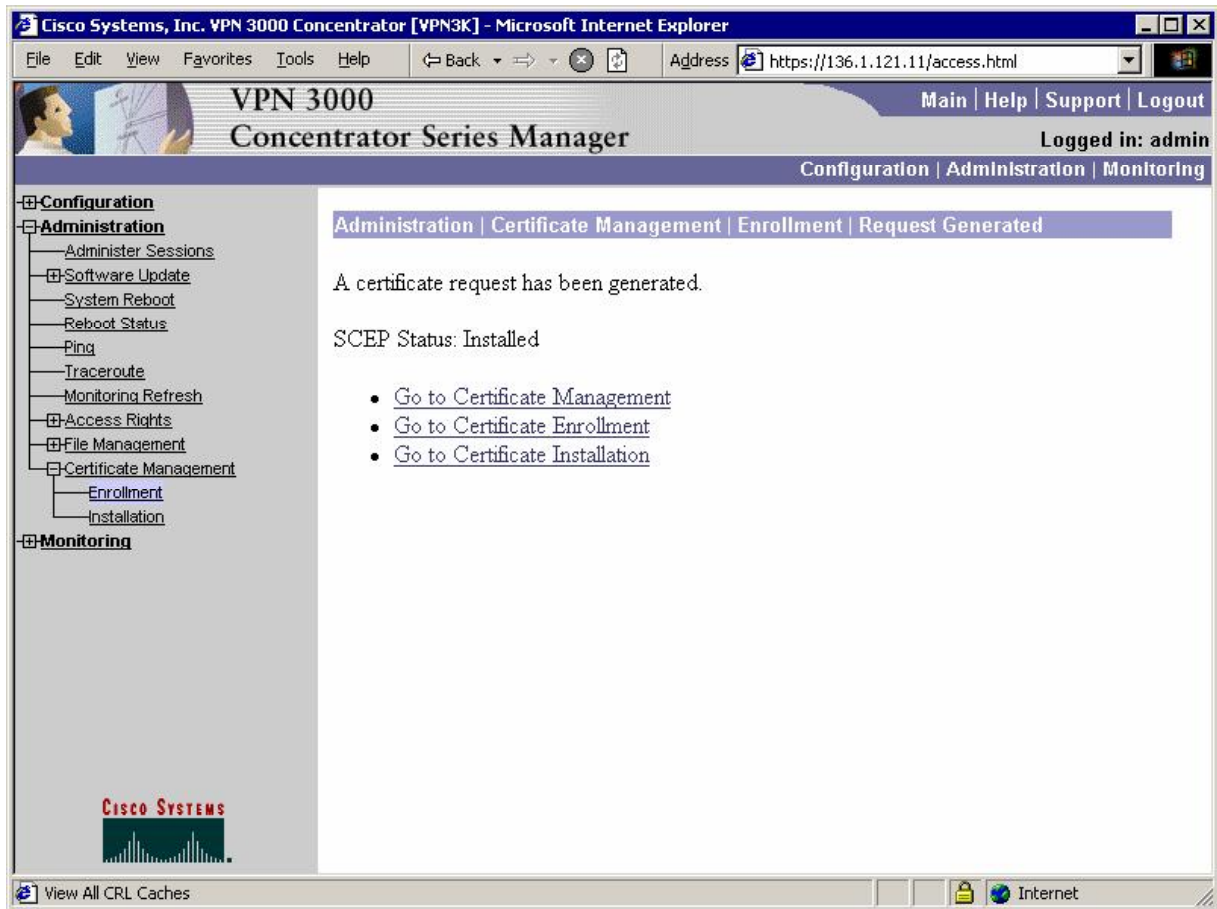 Cisco Systems, Inc. VPN 3000 Concentrator [VPN3K] - Microsoft Internet Explorer
File Edit View Favorites Tools Help Back Address https://136.1.121.11/access.html
VPN 3000
Concentrator Series Manager
Main | Help | Support | Logout
Logged in: admin
Configuration | Administration | Monitoring
Configuration
Administration
Administer Sessions
Software Update
System Reboot
Reboot Status
Ping
Traceroute
Monitoring Refresh
Access Rights
File Management
Certificate Management
Enrollment
Installation
Monitoring
Administration | Certificate Management | Enrollment | Request Generated
A certificate request has been generated.
SCEP Status: Installed
Go to Certificate Management
Go to Certificate Enrollment
Go to Certificate Installation
CISCO SYSTEMS
View All CRL Caches
Internet